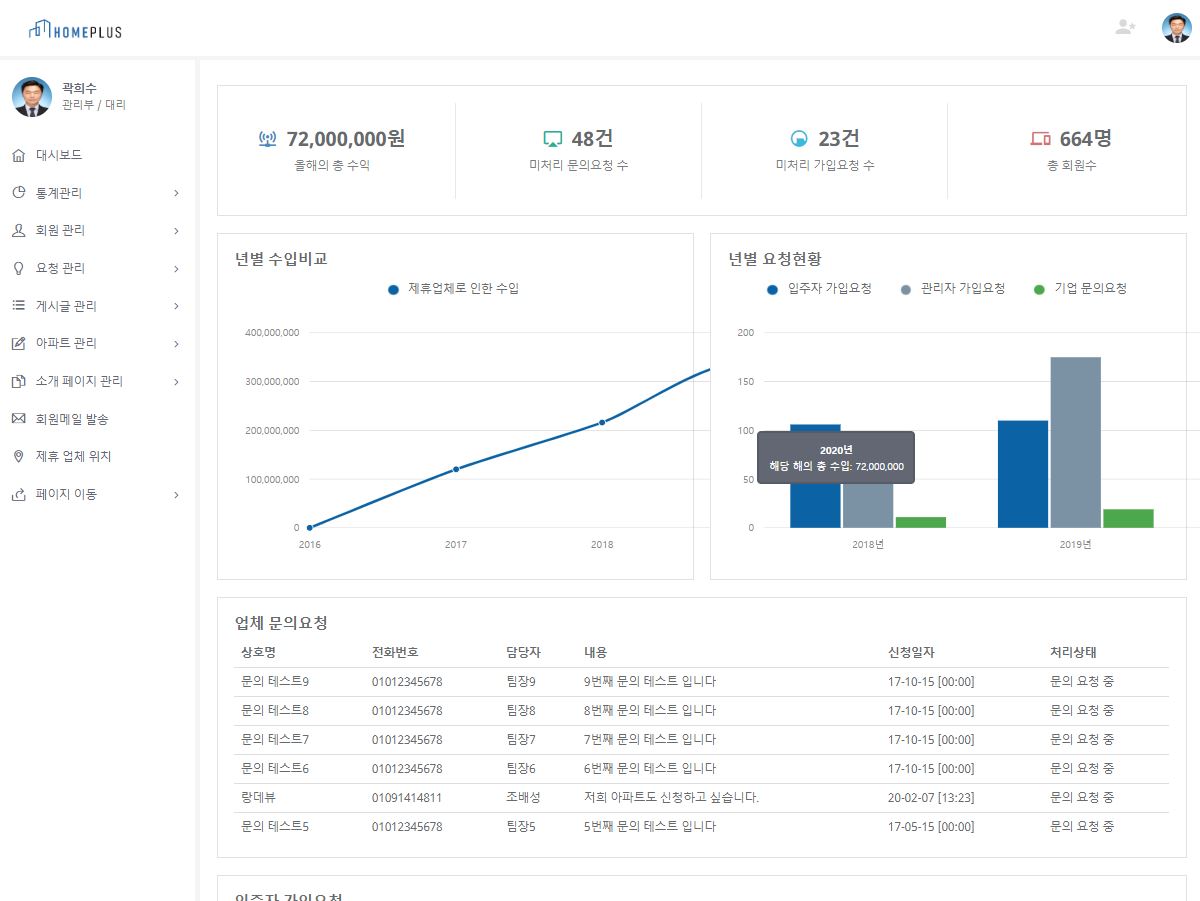 HOMEPLUS
곽희수
관리부 / 대리
대시보드
통계관리
회원 관리
요청 관리
게시글 관리
아파트 관리
소개 페이지 관리
회원메일 발송
제휴 업체 위치
페이지 이동
72,000,000원
올해의 총 수익
48건
미처리 문의요청 수
23건
미처리 가입요청 수
664명
총 회원수
년별 수입비교
제휴업체로 인한 수입
400,000,000
300,000,000
200,000,000
100,000,000
0
2016 2017 2018
년별 요청현황
입주자 가입요청 관리자 가입요청 기업 문의요청
200
150
100
50
0
2020년
해당 해의 총 수입: 72,000,000
2018년 2019년
업체 문의요청
상호명 전화번호 담당자 내용 신청일자 처리상태
문의 테스트9 01012345678 팀장9 9번째 문의 테스트 입니다 17-10-15 [00:00] 문의 요청 중
문의 테스트8 01012345678 팀장8 8번째 문의 테스트 입니다 17-10-15 [00:00] 문의 요청 중
문의 테스트7 01012345678 팀장7 7번째 문의 테스트 입니다 17-10-15 [00:00] 문의 요청 중
문의 테스트6 01012345678 팀장6 6번째 문의 테스트 입니다 17-10-15 [00:00] 문의 요청 중
랑데뷰 01091414811 조배성 저희 아파트도 신청하고 싶습니다. 20-02-07 [13:23] 문의 요청 중
문의 테스트5 01012345678 팀장5 5번째 문의 테스트 입니다 17-05-15 [00:00] 문의 요청 중
입주자 가입요청